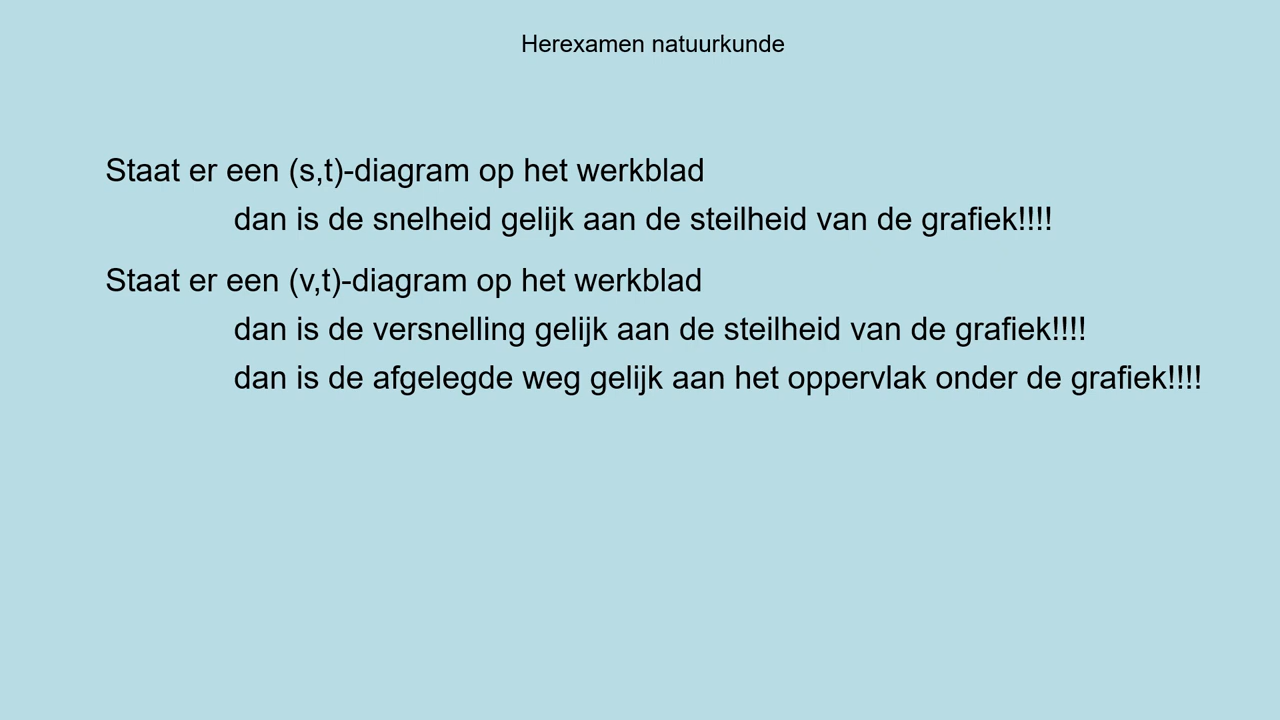 Herexamen natuurkunde
Staat er een (s,t)-diagram op het werkblad
dan is de snelheid gelijk aan de steilheid van de grafiek!!!!
Staat er een (v,t)-diagram op het werkblad
dan is de versnelling gelijk aan de steilheid van de grafiek!!!!
dan is de afgelegde weg gelijk aan het oppervlak onder de grafiek!!!!